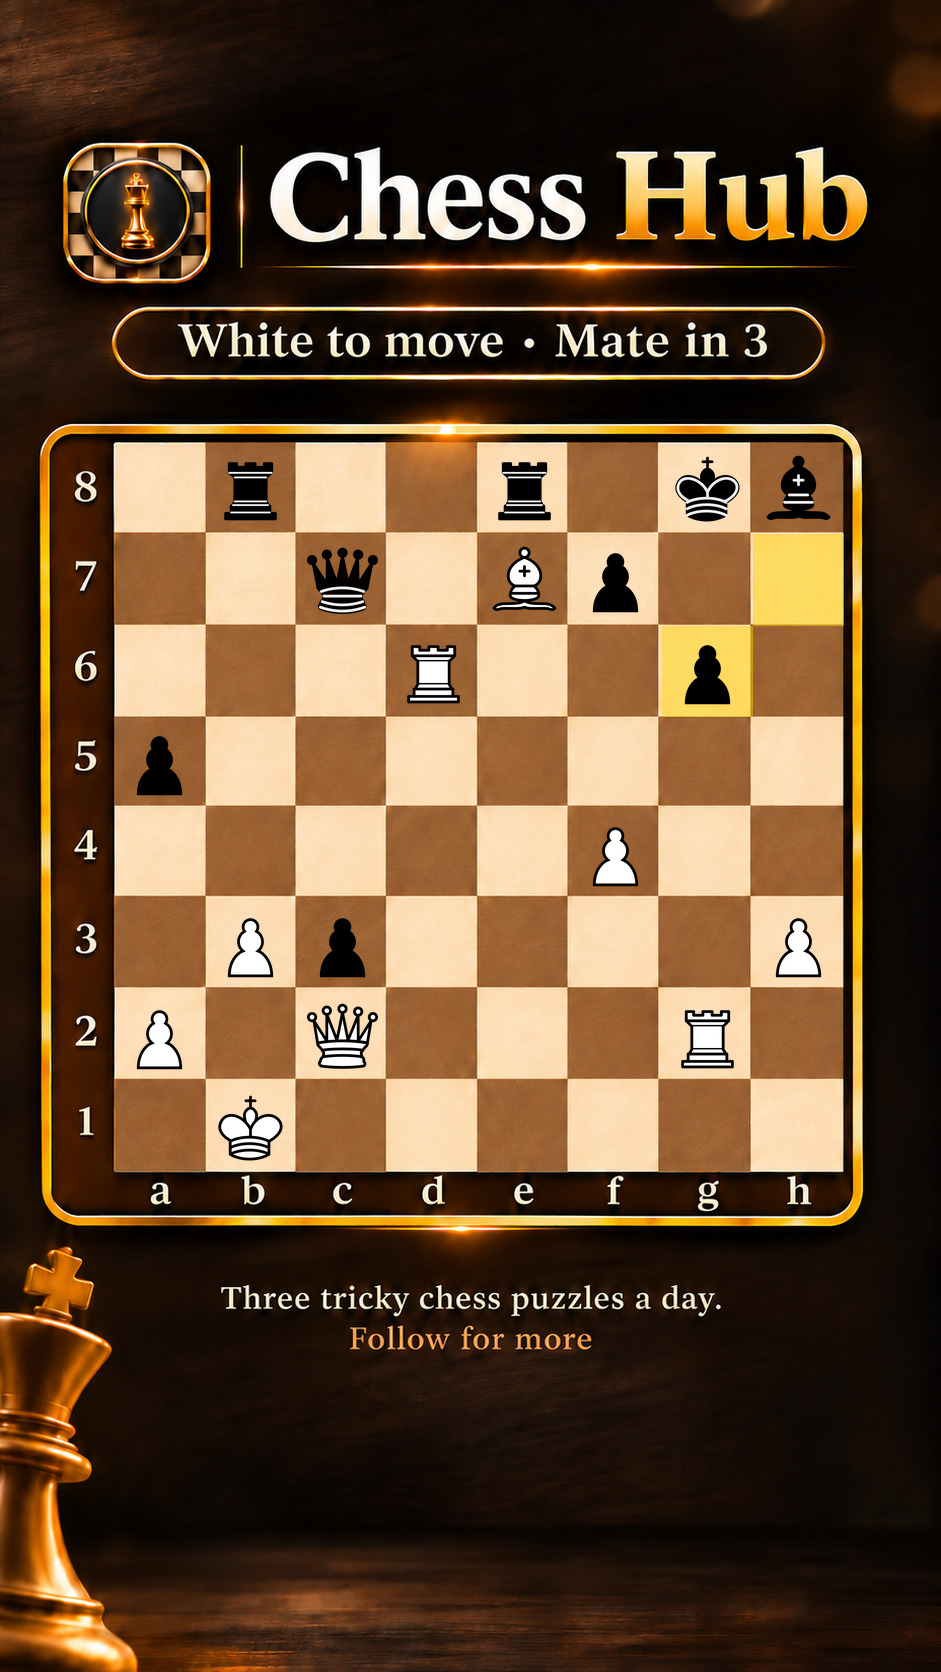 Chess Hub
White to move • Mate in 3
8
7
6
5
4
3
2
1
a b c d e f g h
Three tricky chess puzzles a day.
Follow for more